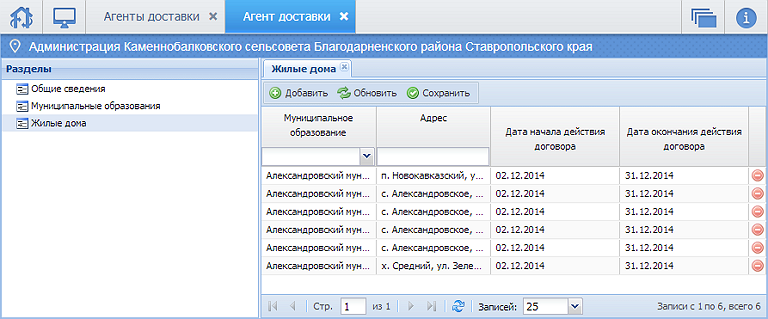 Агенты доставки
Агент доставки
Администрация Каменнобалковского сельсовета Благодарненского района Ставропольского края
Разделы
Общие сведения
Муниципальные образования
Жилые дома
Жилые дома
Добавить Обновить Сохранить
Муниципальное образование Адрес Дата начала действия договора Дата окончания действия договора
Александровский мун... п. Новокавказский, у... 02.12.2014 31.12.2014
Александровский мун... с. Александровское, ... 02.12.2014 31.12.2014
Александровский мун... с. Александровское, ... 02.12.2014 31.12.2014
Александровский мун... с. Александровское, ... 02.12.2014 31.12.2014
Александровский мун... с. Александровское, ... 02.12.2014 31.12.2014
Александровский мун... х. Средний, ул. Зеле... 02.12.2014 31.12.2014
Стр. 1 из 1 Записей: 25 Записи с 1 по 6, всего 6